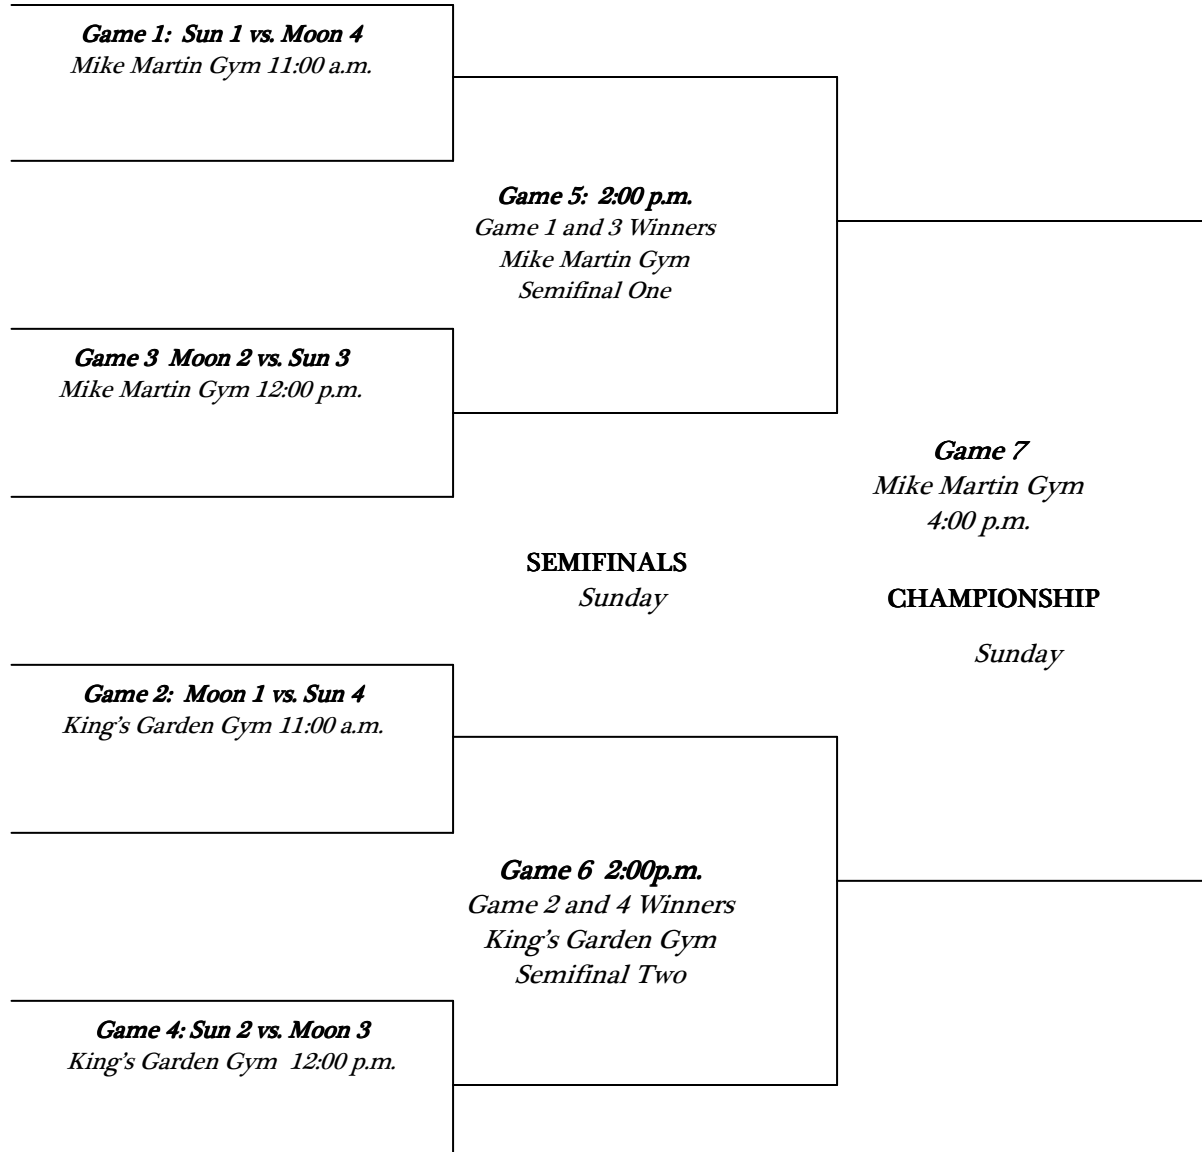 Game 1: Sun 1 vs. Moon 4
Mike Martin Gym 11:00 a.m.
Game 5: 2:00 p.m.
Game 1 and 3 Winners
Mike Martin Gym
Semifinal One
Game 3 Moon 2 vs. Sun 3
Mike Martin Gym 12:00 p.m.
Game 7
Mike Martin Gym
4:00 p.m.
SEMIFINALS
Sunday
CHAMPIONSHIP
Sunday
Game 2: Moon 1 vs. Sun 4
King's Garden Gym 11:00 a.m.
Game 6 2:00p.m.
Game 2 and 4 Winners
King's Garden Gym
Semifinal Two
Game 4: Sun 2 vs. Moon 3
King's Garden Gym 12:00 p.m.